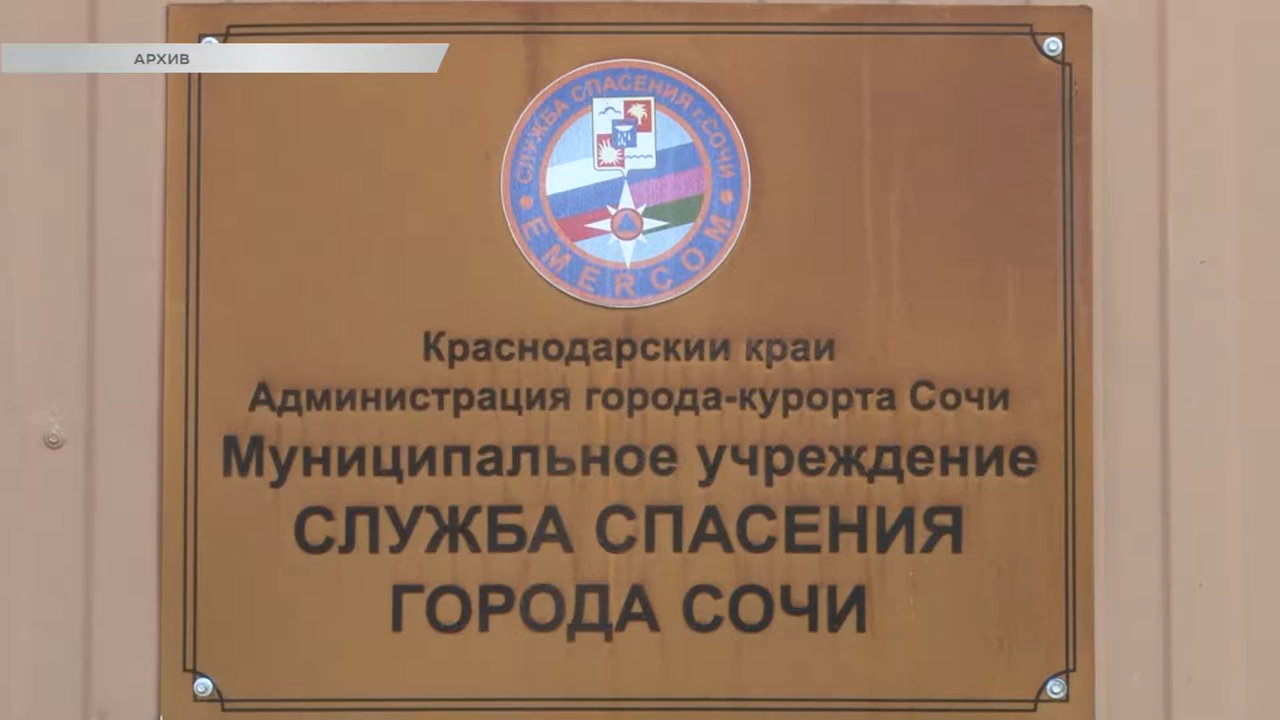 АРХИВ
СЛУЖБА СПАСЕНИЯ г.СОЧИ
EMERCOM
Краснодарскии краи
Администрация города-курорта Сочи
Муниципальное учреждение
СЛУЖБА СПАСЕНИЯ
ГОРОДА СОЧИ